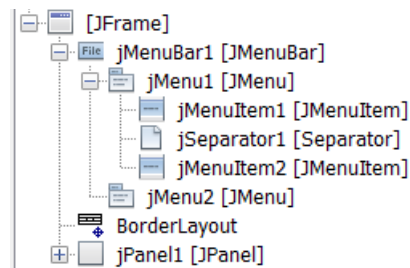 [JFrame]
File jMenuBar1 [JMenuBar]
jMenu1 [JMenu]
jMenuItem1 [JMenuItem]
jSeparator1 [Separator]
jMenuItem2 [JMenuItem]
jMenu2 [JMenu]
BorderLayout
jPanel1 [JPanel]